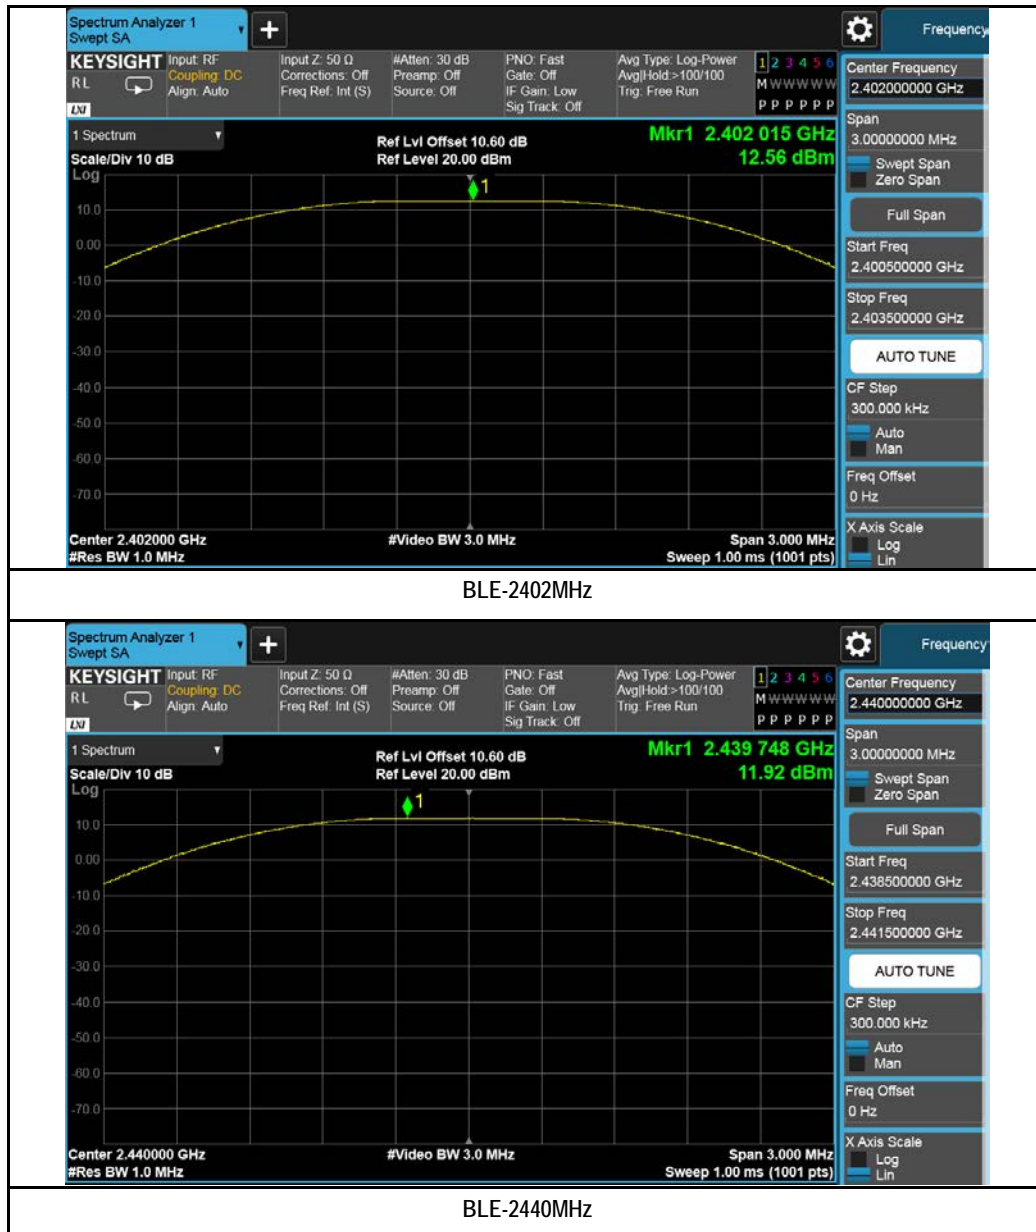 Spectrum Analyzer 1
Swept SA
+
Frequency
KEYSIGHT Input: RF Input Z: 50 Ω #Atten: 30 dB PNO: Fast Avg Type: Log-Power 1 2 3 4 5 6
RL Coupling: DC Corrections: Off Preamp: Off Gate: Off Avg|Hold:>100/100 M W W W W W
Align: Auto Freq Ref: Int (S) Source: Off IF Gain: Low Trig: Free Run P P P P P P
LXI Sig Track: Off
1 Spectrum
Scale/Div 10 dB
Log
Ref Lvl Offset 10.60 dB
Ref Level 20.00 dBm
Mkr1 2.402 015 GHz
12.56 dBm
1
10.0
0.00
-10.0
-20.0
-30.0
-40.0
-50.0
-60.0
-70.0
Center 2.402000 GHz #Video BW 3.0 MHz Span 3.000 MHz
#Res BW 1.0 MHz Sweep 1.00 ms (1001 pts)
Center Frequency
2.402000000 GHz
Span
3.00000000 MHz
Swept Span
Zero Span
Full Span
Start Freq
2.400500000 GHz
Stop Freq
2.403500000 GHz
AUTO TUNE
CF Step
300.000 kHz
Auto
Man
Freq Offset
0 Hz
X Axis Scale
Log
Lin
BLE-2402MHz
Spectrum Analyzer 1
Swept SA
+
Frequency
KEYSIGHT Input: RF Input Z: 50 Ω #Atten: 30 dB PNO: Fast Avg Type: Log-Power 1 2 3 4 5 6
RL Coupling: DC Corrections: Off Preamp: Off Gate: Off Avg|Hold:>100/100 M W W W W W
Align: Auto Freq Ref: Int (S) Source: Off IF Gain: Low Trig: Free Run P P P P P P
LXI Sig Track: Off
1 Spectrum
Scale/Div 10 dB
Log
Ref Lvl Offset 10.60 dB
Ref Level 20.00 dBm
Mkr1 2.439 748 GHz
11.92 dBm
1
10.0
0.00
-10.0
-20.0
-30.0
-40.0
-50.0
-60.0
-70.0
Center 2.440000 GHz #Video BW 3.0 MHz Span 3.000 MHz
#Res BW 1.0 MHz Sweep 1.00 ms (1001 pts)
Center Frequency
2.440000000 GHz
Span
3.00000000 MHz
Swept Span
Zero Span
Full Span
Start Freq
2.438500000 GHz
Stop Freq
2.441500000 GHz
AUTO TUNE
CF Step
300.000 kHz
Auto
Man
Freq Offset
0 Hz
X Axis Scale
Log
Lin
BLE-2440MHz